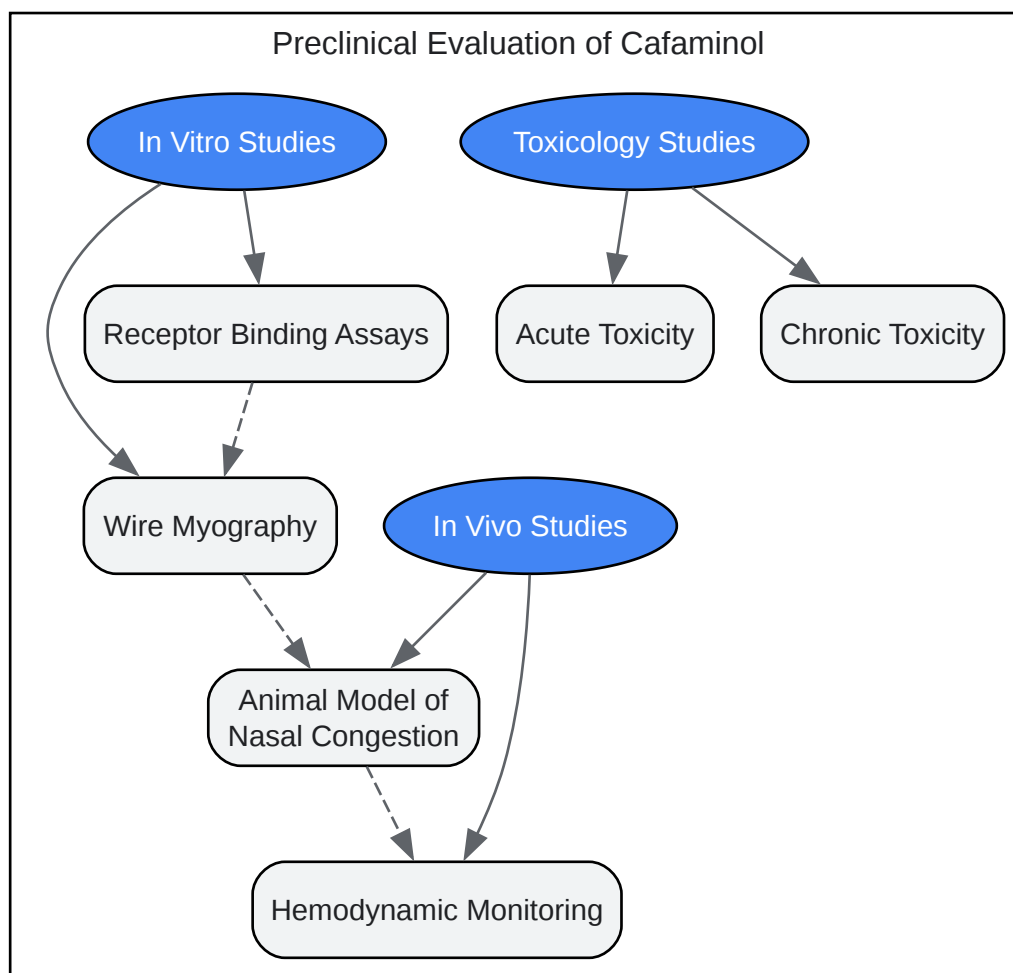 Preclinical Evaluation of Cafaminol
In Vitro Studies
Toxicology Studies
Receptor Binding Assays
Acute Toxicity
Chronic Toxicity
Wire Myography
In Vivo Studies
Animal Model of
Nasal Congestion
Hemodynamic Monitoring